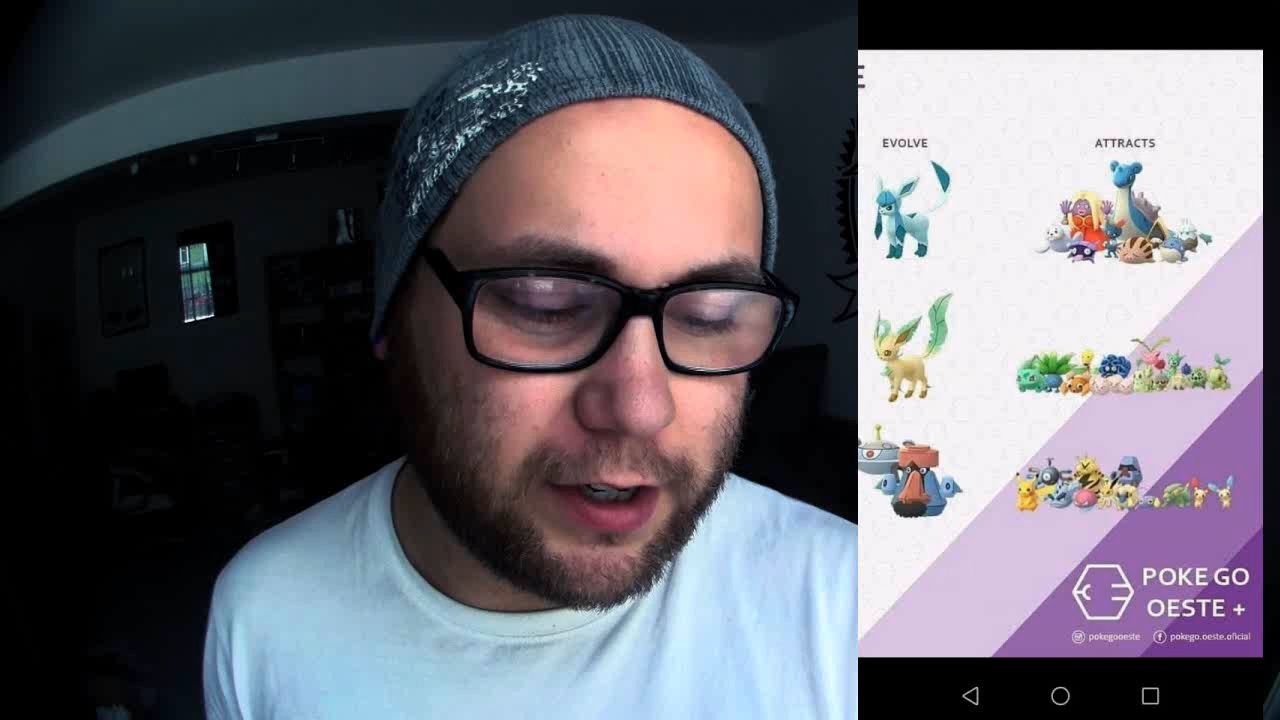 E
EVOLVE
ATTRACTS
POKE GO
OESTE +
pokegooeste
pokego.oeste.oficial